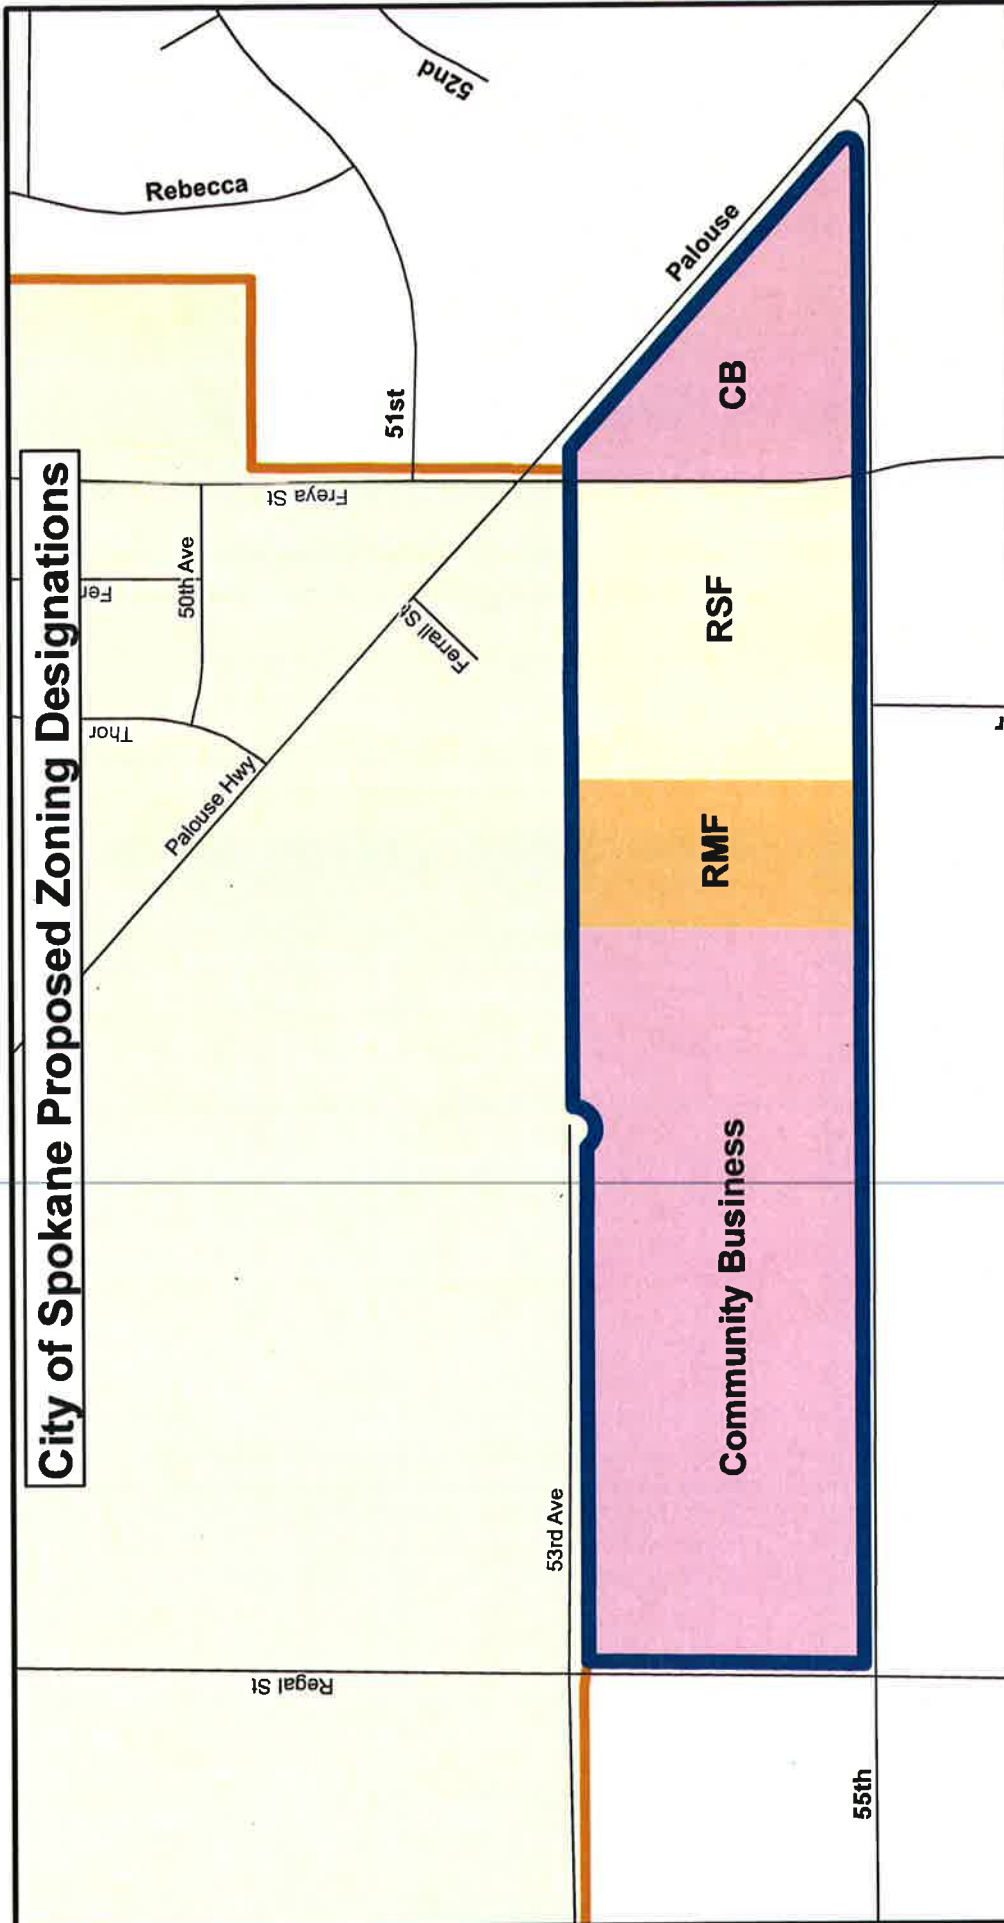 City of Spokane Proposed Zoning Designations
Rebecca
52nd
Palouse
51st
Freya St
50th Ave
Fer
Thor
Ferrall St
Palouse Hwy
CB
RSF
RMF
Community Business
53rd Ave
Regal St
55th